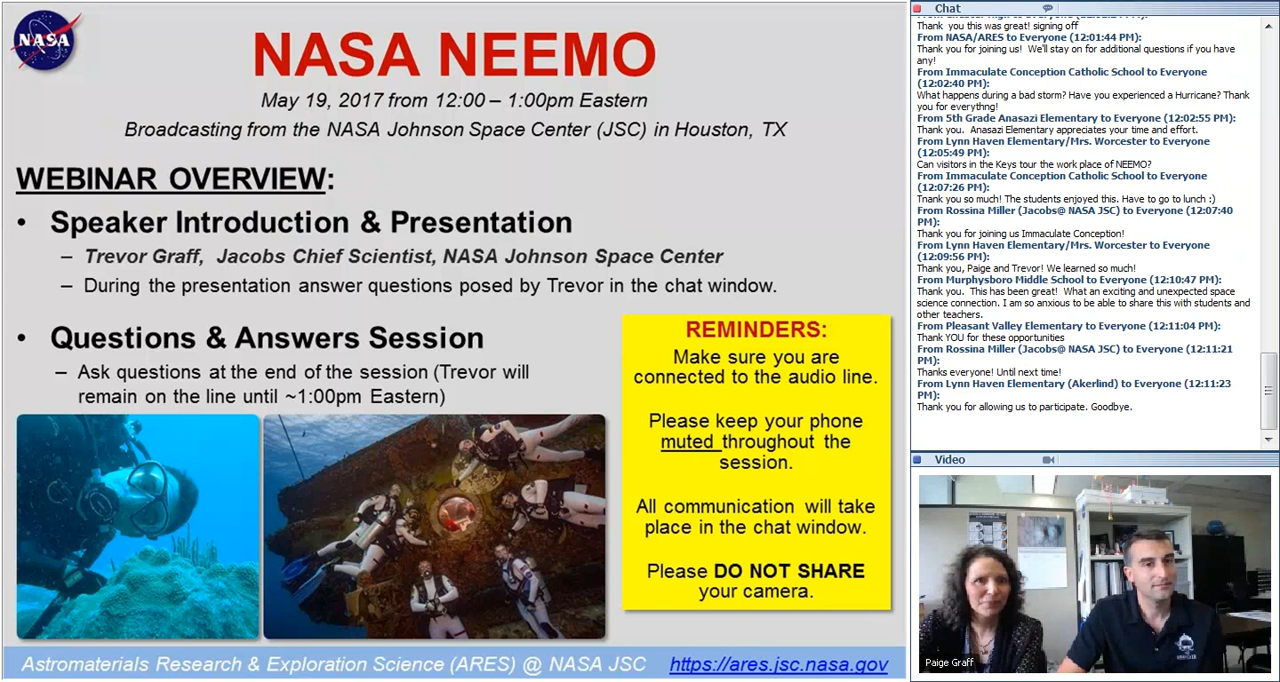 NASA
NASA NEEMO
May 19, 2017 from 12:00 – 1:00pm Eastern
Broadcasting from the NASA Johnson Space Center (JSC) in Houston, TX
WEBINAR OVERVIEW:
• Speaker Introduction & Presentation
– Trevor Graff, Jacobs Chief Scientist, NASA Johnson Space Center
– During the presentation answer questions posed by Trevor in the chat window.
• Questions & Answers Session
– Ask questions at the end of the session (Trevor will
remain on the line until ~1:00pm Eastern)
REMINDERS:
Make sure you are
connected to the audio line.
Please keep your phone
muted throughout the
session.
All communication will take
place in the chat window.
Please DO NOT SHARE
your camera.
Astromaterials Research & Exploration Science (ARES) @ NASA JSC https://ares.jsc.nasa.gov
Chat
Thank you this was great! signing off
From NASA/ARES to Everyone (12:01:44 PM):
Thank you for joining us! We'll stay on for additional questions if you have
any!
From Immaculate Conception Catholic School to Everyone
(12:02:40 PM):
What happens during a bad storm? Have you experienced a Hurricane? Thank
you for everythng!
From 5th Grade Anasazi Elementary to Everyone (12:02:55 PM):
Thank you. Anasazi Elementary appreciates your time and effort.
From Lynn Haven Elementary/Mrs. Worcester to Everyone
(12:05:49 PM):
Can visitors in the Keys tour the work place of NEEMO?
From Immaculate Conception Catholic School to Everyone
(12:07:26 PM):
Thank you so much! The students enjoyed this. Have to go to lunch :)
From Rossina Miller (Jacobs@ NASA JSC) to Everyone (12:07:40
PM):
Thank you for joining us Immaculate Conception!
From Lynn Haven Elementary/Mrs. Worcester to Everyone
(12:09:56 PM):
Thank you, Paige and Trevor! We learned so much!
From Murphysboro Middle School to Everyone (12:10:47 PM):
Thank you. This has been great! What an exciting and unexpected space
science connection. I am so anxious to be able to share this with students and
other teachers.
From Pleasant Valley Elementary to Everyone (12:11:04 PM):
Thank YOU for these opportunities
From Rossina Miller (Jacobs@ NASA JSC) to Everyone (12:11:21
PM):
Thanks everyone! Until next time!
From Lynn Haven Elementary (Akerlind) to Everyone (12:11:23
PM):
Thank you for allowing us to participate. Goodbye.
Video
Paige Graff